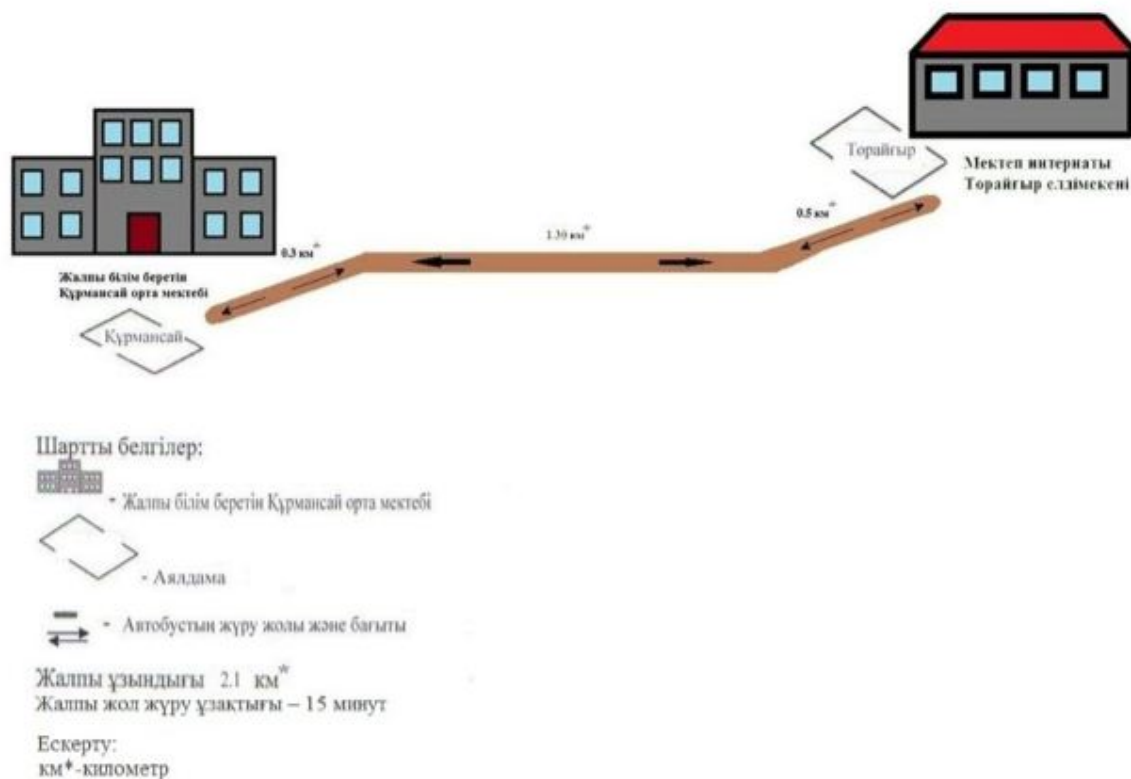 Торайғыр
Мектеп интернаты
Торайғыр елдімекені
0.5 км*
1.30 км*
0.3 км*
Жалпы білім беретін
Құрмансай орта мектебі
Құрмансай
Шартты белгілер:
- Жалпы білім беретін Құрмансай орта мектебі
- Аялдама
- Автобустың жүру жолы және бағыты
Жалпы ұзындығы 2.1 км*
Жалпы жол жүру ұзақтығы – 15 минут
Ескерту:
км*-километр